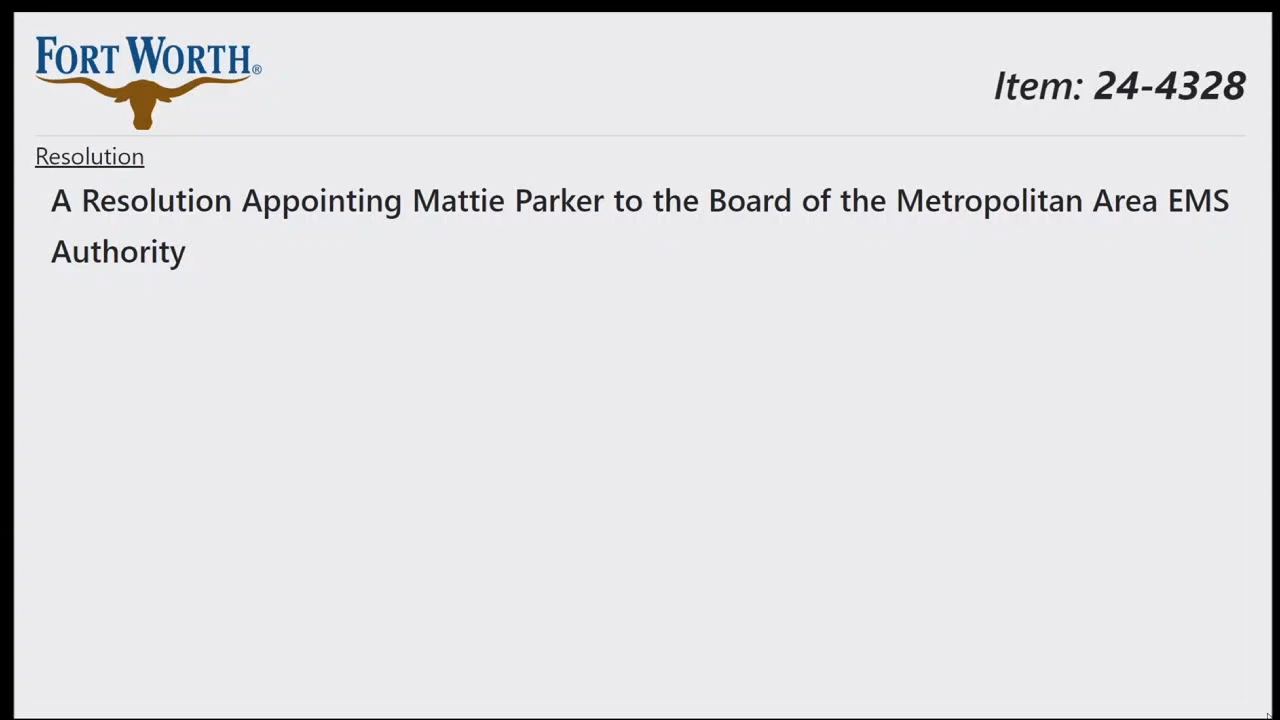 FORT WORTH®
Item: 24-4328
Resolution
A Resolution Appointing Mattie Parker to the Board of the Metropolitan Area EMS
Authority